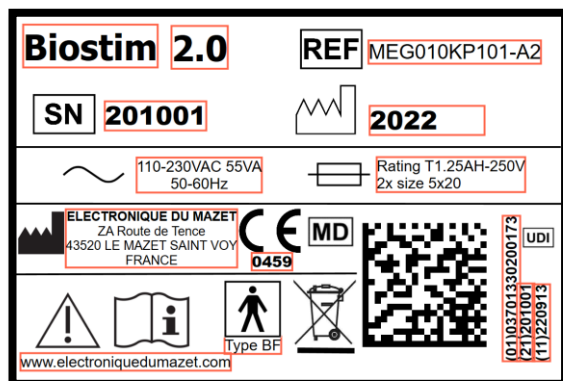 Biostim 2.0
REF MEG010KP101-A2
SN 201001
2022
110-230VAC 55VA
50-60Hz
Rating T1.25AH-250V
2x size 5x20
ELECTRONIQUE DU MAZET
ZA Route de Tence
43520 LE MAZET SAINT VOY
FRANCE
CE
0459
MD
UDI
(01)03701330200173
(21)201001
(11)220913
Type BF
www.electroniquedumazet.com